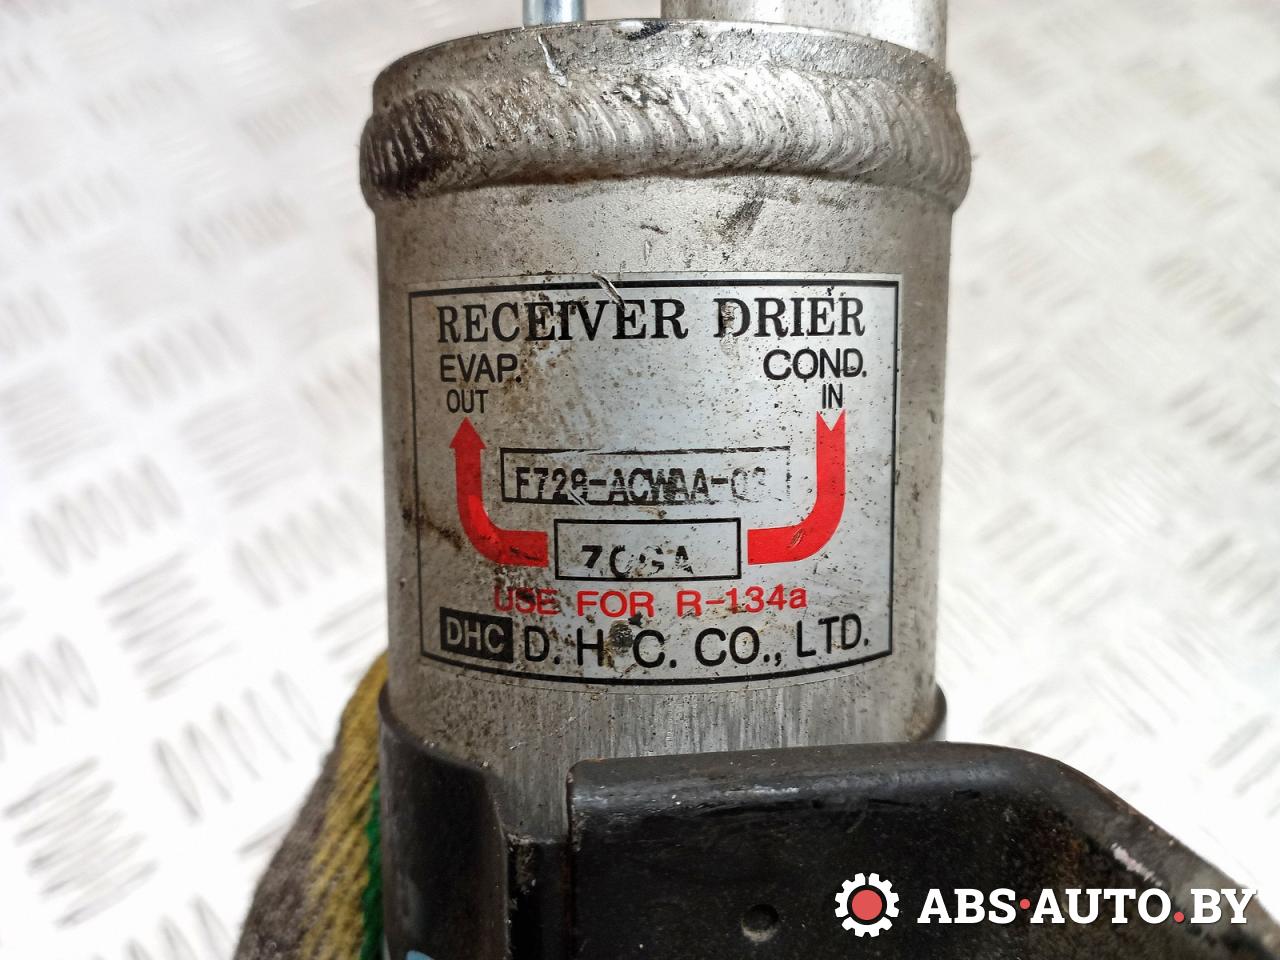 RECEIVER DRIER
EVAP. COND.
OUT IN
USE FOR R-134a
DHC D. H. C. CO., LTD.
ABS·AUTO.BY